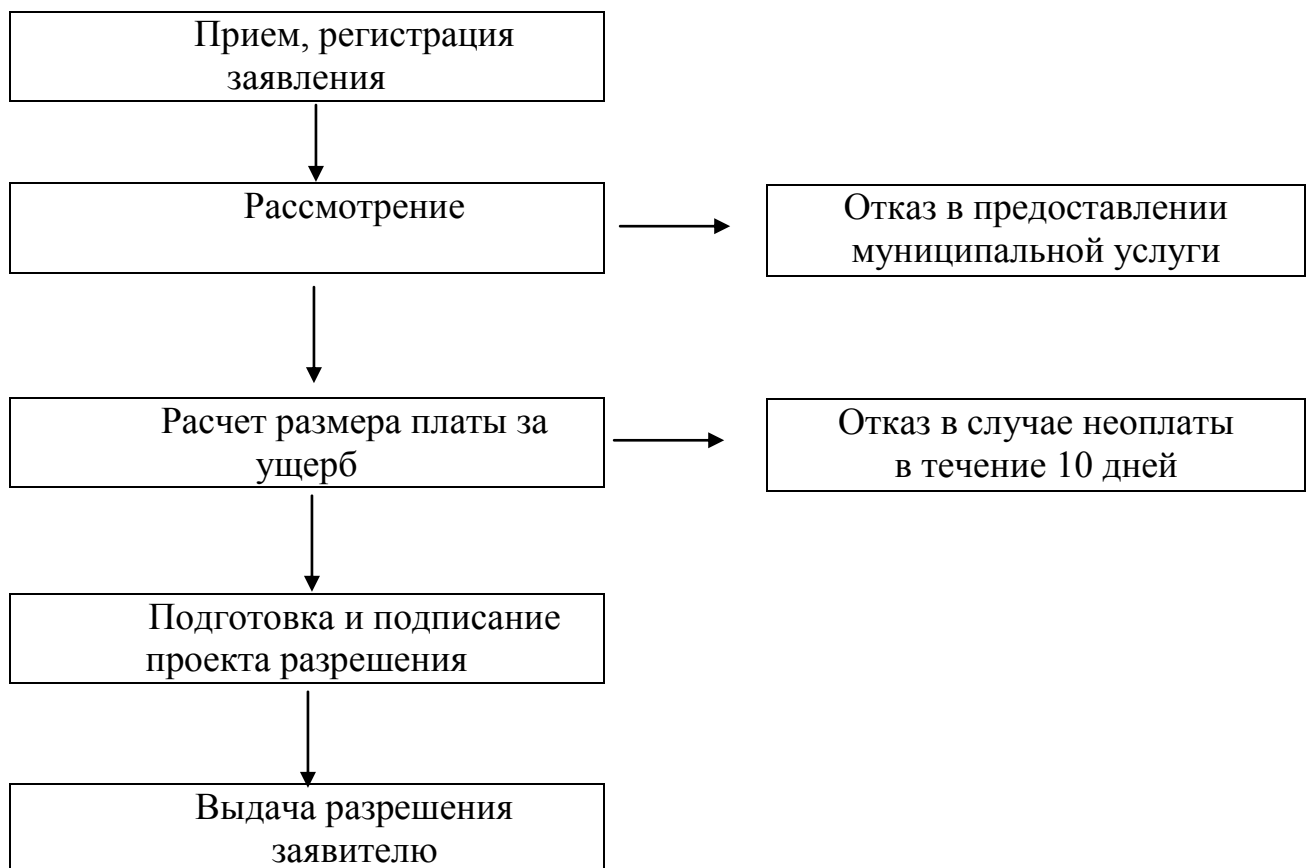 Прием, регистрация
заявления
Рассмотрение
Отказ в предоставлении
муниципальной услуги
Расчет размера платы за
ущерб
Отказ в случае неоплаты
в течение 10 дней
Подготовка и подписание
проекта разрешения
Выдача разрешения
заявителю